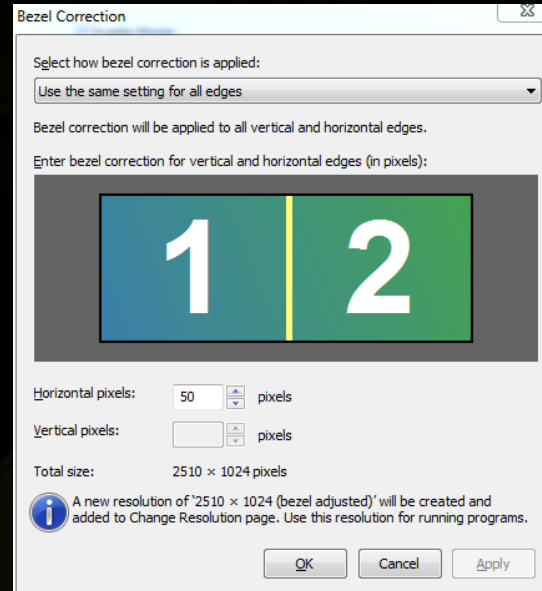 Bezel Correction
Select how bezel correction is applied:
Use the same setting for all edges
Bezel correction will be applied to all vertical and horizontal edges.
Enter bezel correction for vertical and horizontal edges (in pixels):
1 2
Horizontal pixels: 50 pixels
Vertical pixels: pixels
Total size: 2510 × 1024 pixels
A new resolution of '2510 × 1024 (bezel adjusted)' will be created and
added to Change Resolution page. Use this resolution for running programs.
OK Cancel Apply